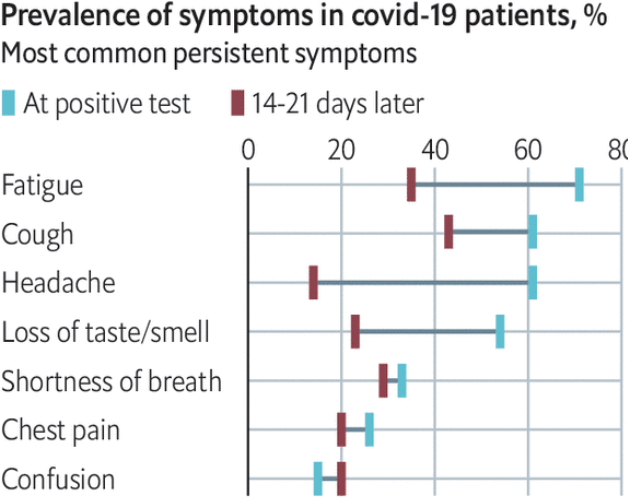 Prevalence of symptoms in covid-19 patients, %
Most common persistent symptoms
At positive test 14-21 days later
0 20 40 60 80
Fatigue
Cough
Headache
Loss of taste/smell
Shortness of breath
Chest pain
Confusion